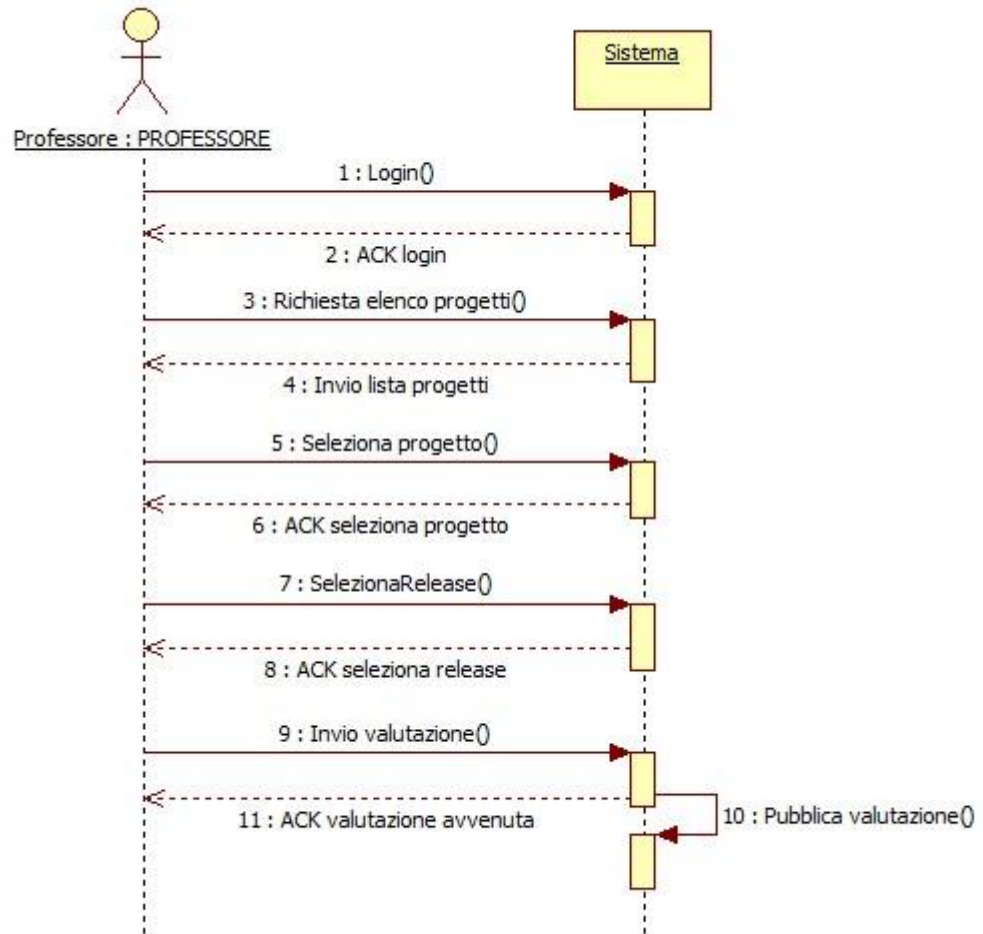 Sistema
Professore : PROFESSORE
1 : Login()
2 : ACK login
3 : Richiesta elenco progetti()
4 : Invio lista progetti
5 : Seleziona progetto()
6 : ACK seleziona progetto
7 : SelezionaRelease()
8 : ACK seleziona release
9 : Invio valutazione()
11 : ACK valutazione avvenuta
10 : Pubblica valutazione()